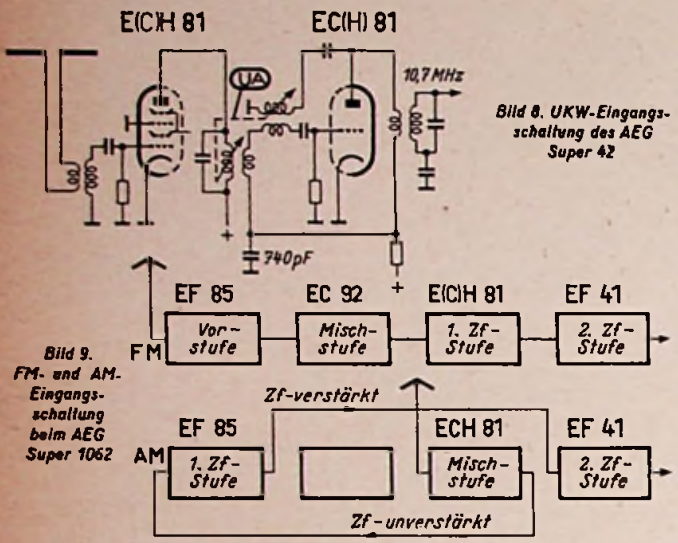 E(C)H 81
EC(H) 81
UA
10,7 MHz
Bild 8. UKW-Eingangs-
schaltung des AEG
Super 42
+
740pF
+
EF 85
EC 92
E(C)H 81
EF 41
FM
Vor-
stufe
Misch-
stufe
1. Zf-
Stufe
2. Zf-
Stufe
Bild 9.
FM- und AM-
Eingangs-
schaltung
beim AEG
Super 1062
Zf-verstärkt
EF 85
ECH 81
EF 41
AM
1. Zf-
Stufe
Misch-
stufe
2. Zf-
Stufe
Zf-unverstärkt